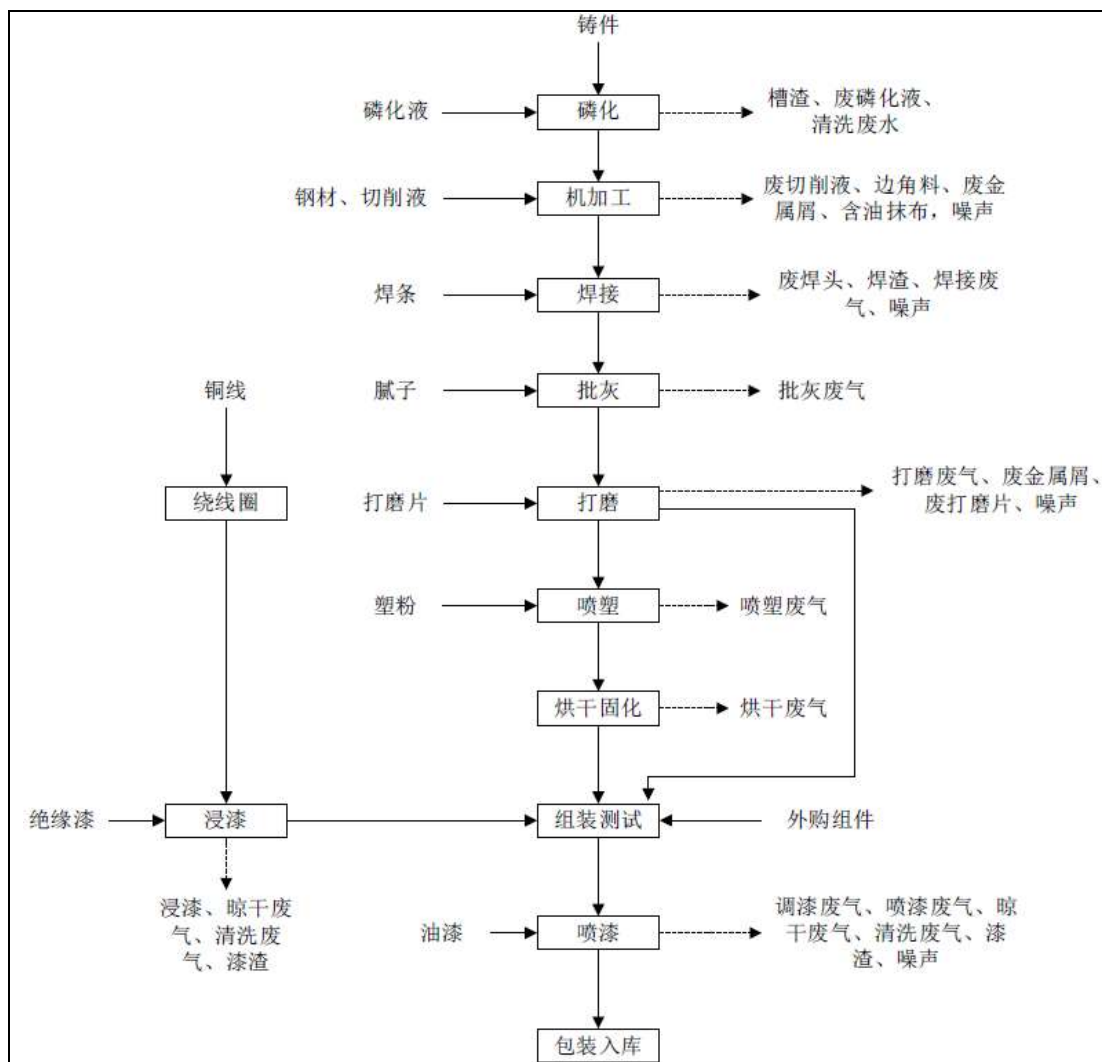 铸件
磷化液
磷化
槽渣、废磷化液、
清洗废水
钢材、切削液
机加工
废切削液、边角料、废金
属屑、含油抹布，噪声
焊条
焊接
废焊头、焊渣、焊接废
气、噪声
铜线
腻子
批灰
批灰废气
绕线圈
打磨片
打磨
打磨废气、废金属屑、
废打磨片、噪声
塑粉
喷塑
喷塑废气
烘干固化
烘干废气
绝缘漆
浸漆
组装测试
外购组件
浸漆、晾干废
气、清洗废
气、漆渣
油漆
喷漆
调漆废气、喷漆废气、晾
干废气、清洗废气、漆
渣、噪声
包装入库